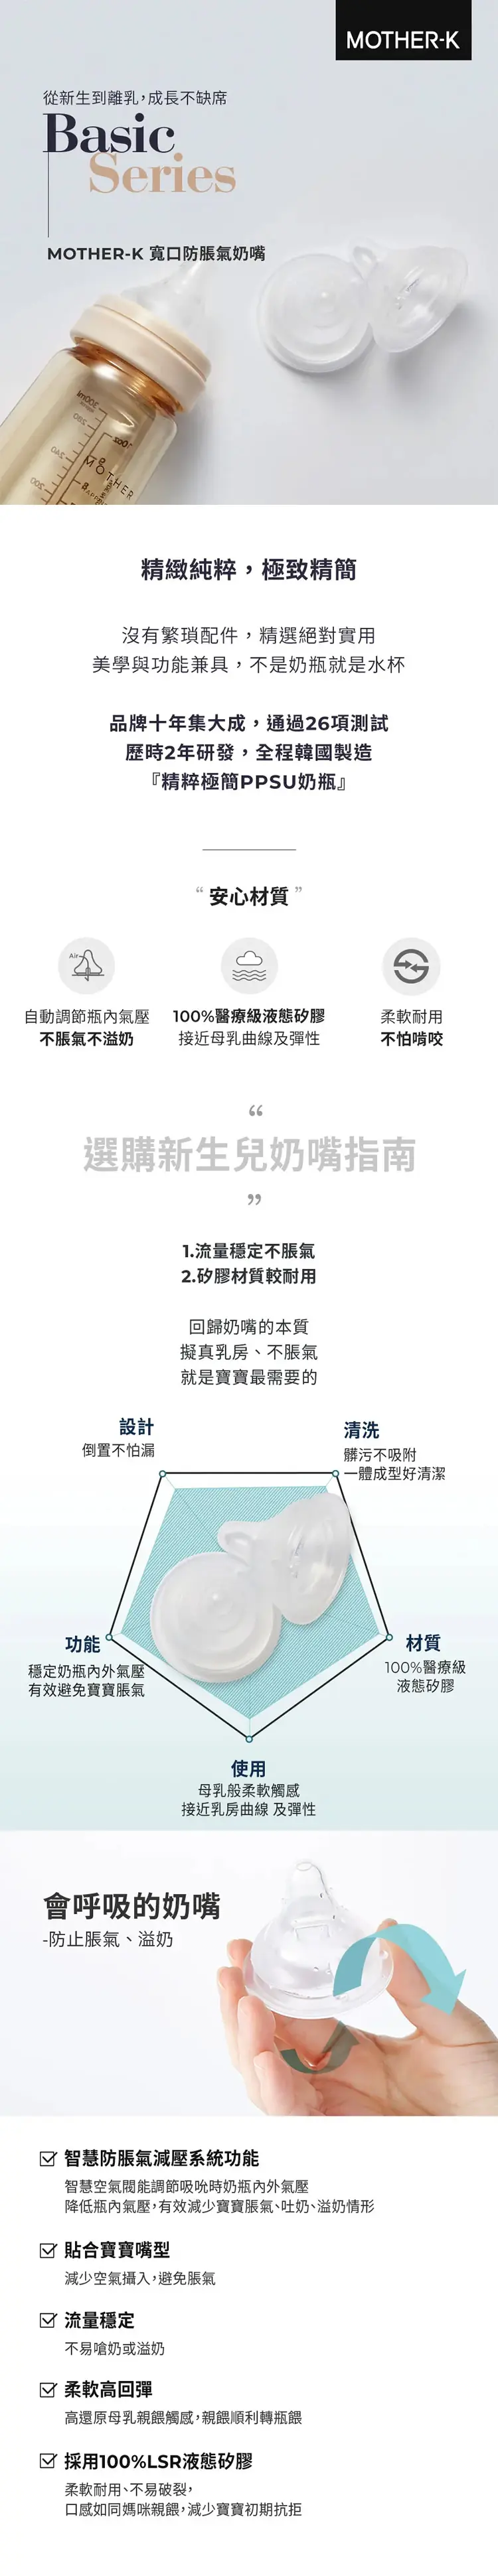 MOTHER-K
從新生到離乳，成長不缺席
Basic
Series
MOTHER-K 寬口防脹氣奶嘴
300ml
MOTHER
精緻純粹，極致精簡
沒有繁瑣配件，精選絕對實用
美學與功能兼具，不是奶瓶就是水杯
品牌十年集大成，通過26項測試
歷時2年研發，全程韓國製造
『精粹極簡PPSU奶瓶』
“ 安心材質 ”
Air
自動調節瓶內氣壓
不脹氣不溢奶
100%醫療級液態矽膠
接近母乳曲線及彈性
柔軟耐用
不怕啃咬
“
選購新生兒奶嘴指南
”
1.流量穩定不脹氣
2.矽膠材質較耐用
回歸奶嘴的本質
擬真乳房、不脹氣
就是寶寶最需要的
設計
倒置不怕漏
清洗
髒污不吸附
一體成型好清潔
功能
穩定奶瓶內外氣壓
有效避免寶寶脹氣
材質
100%醫療級
液態矽膠
使用
母乳般柔軟觸感
接近乳房曲線 及彈性
會呼吸的奶嘴
-防止脹氣、溢奶
智慧防脹氣減壓系統功能
智慧空氣閥能調節吸吮時奶瓶內外氣壓
降低瓶內氣壓，有效減少寶寶脹氣、吐奶、溢奶情形
貼合寶寶嘴型
減少空氣攝入，避免脹氣
流量穩定
不易嗆奶或溢奶
柔軟高回彈
高還原母乳親餵觸感，親餵順利轉瓶餵
採用100%LSR液態矽膠
柔軟耐用、不易破裂，
口感如同媽咪親餵，減少寶寶初期抗拒